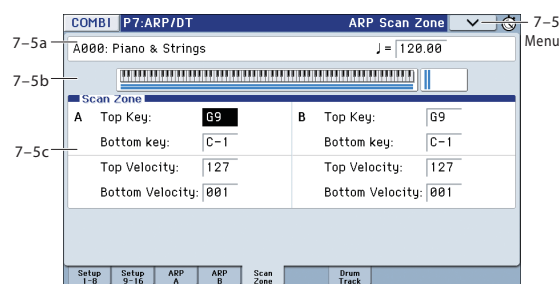 COMBI P7:ARP/DT ARP Scan Zone 7–5
Menu
7–5a
A000: Piano & Strings ♩= 120.00
7–5b
Scan Zone
A Top Key: G9 B Top Key: G9
Bottom key: C-1 Bottom Key: C-1
7–5c
Top Velocity: 127 Top Velocity: 127
Bottom Velocity: 001 Bottom Velocity: 001
Setup 1-8 Setup 9-16 ARP A ARP B Scan Zone Drum Track